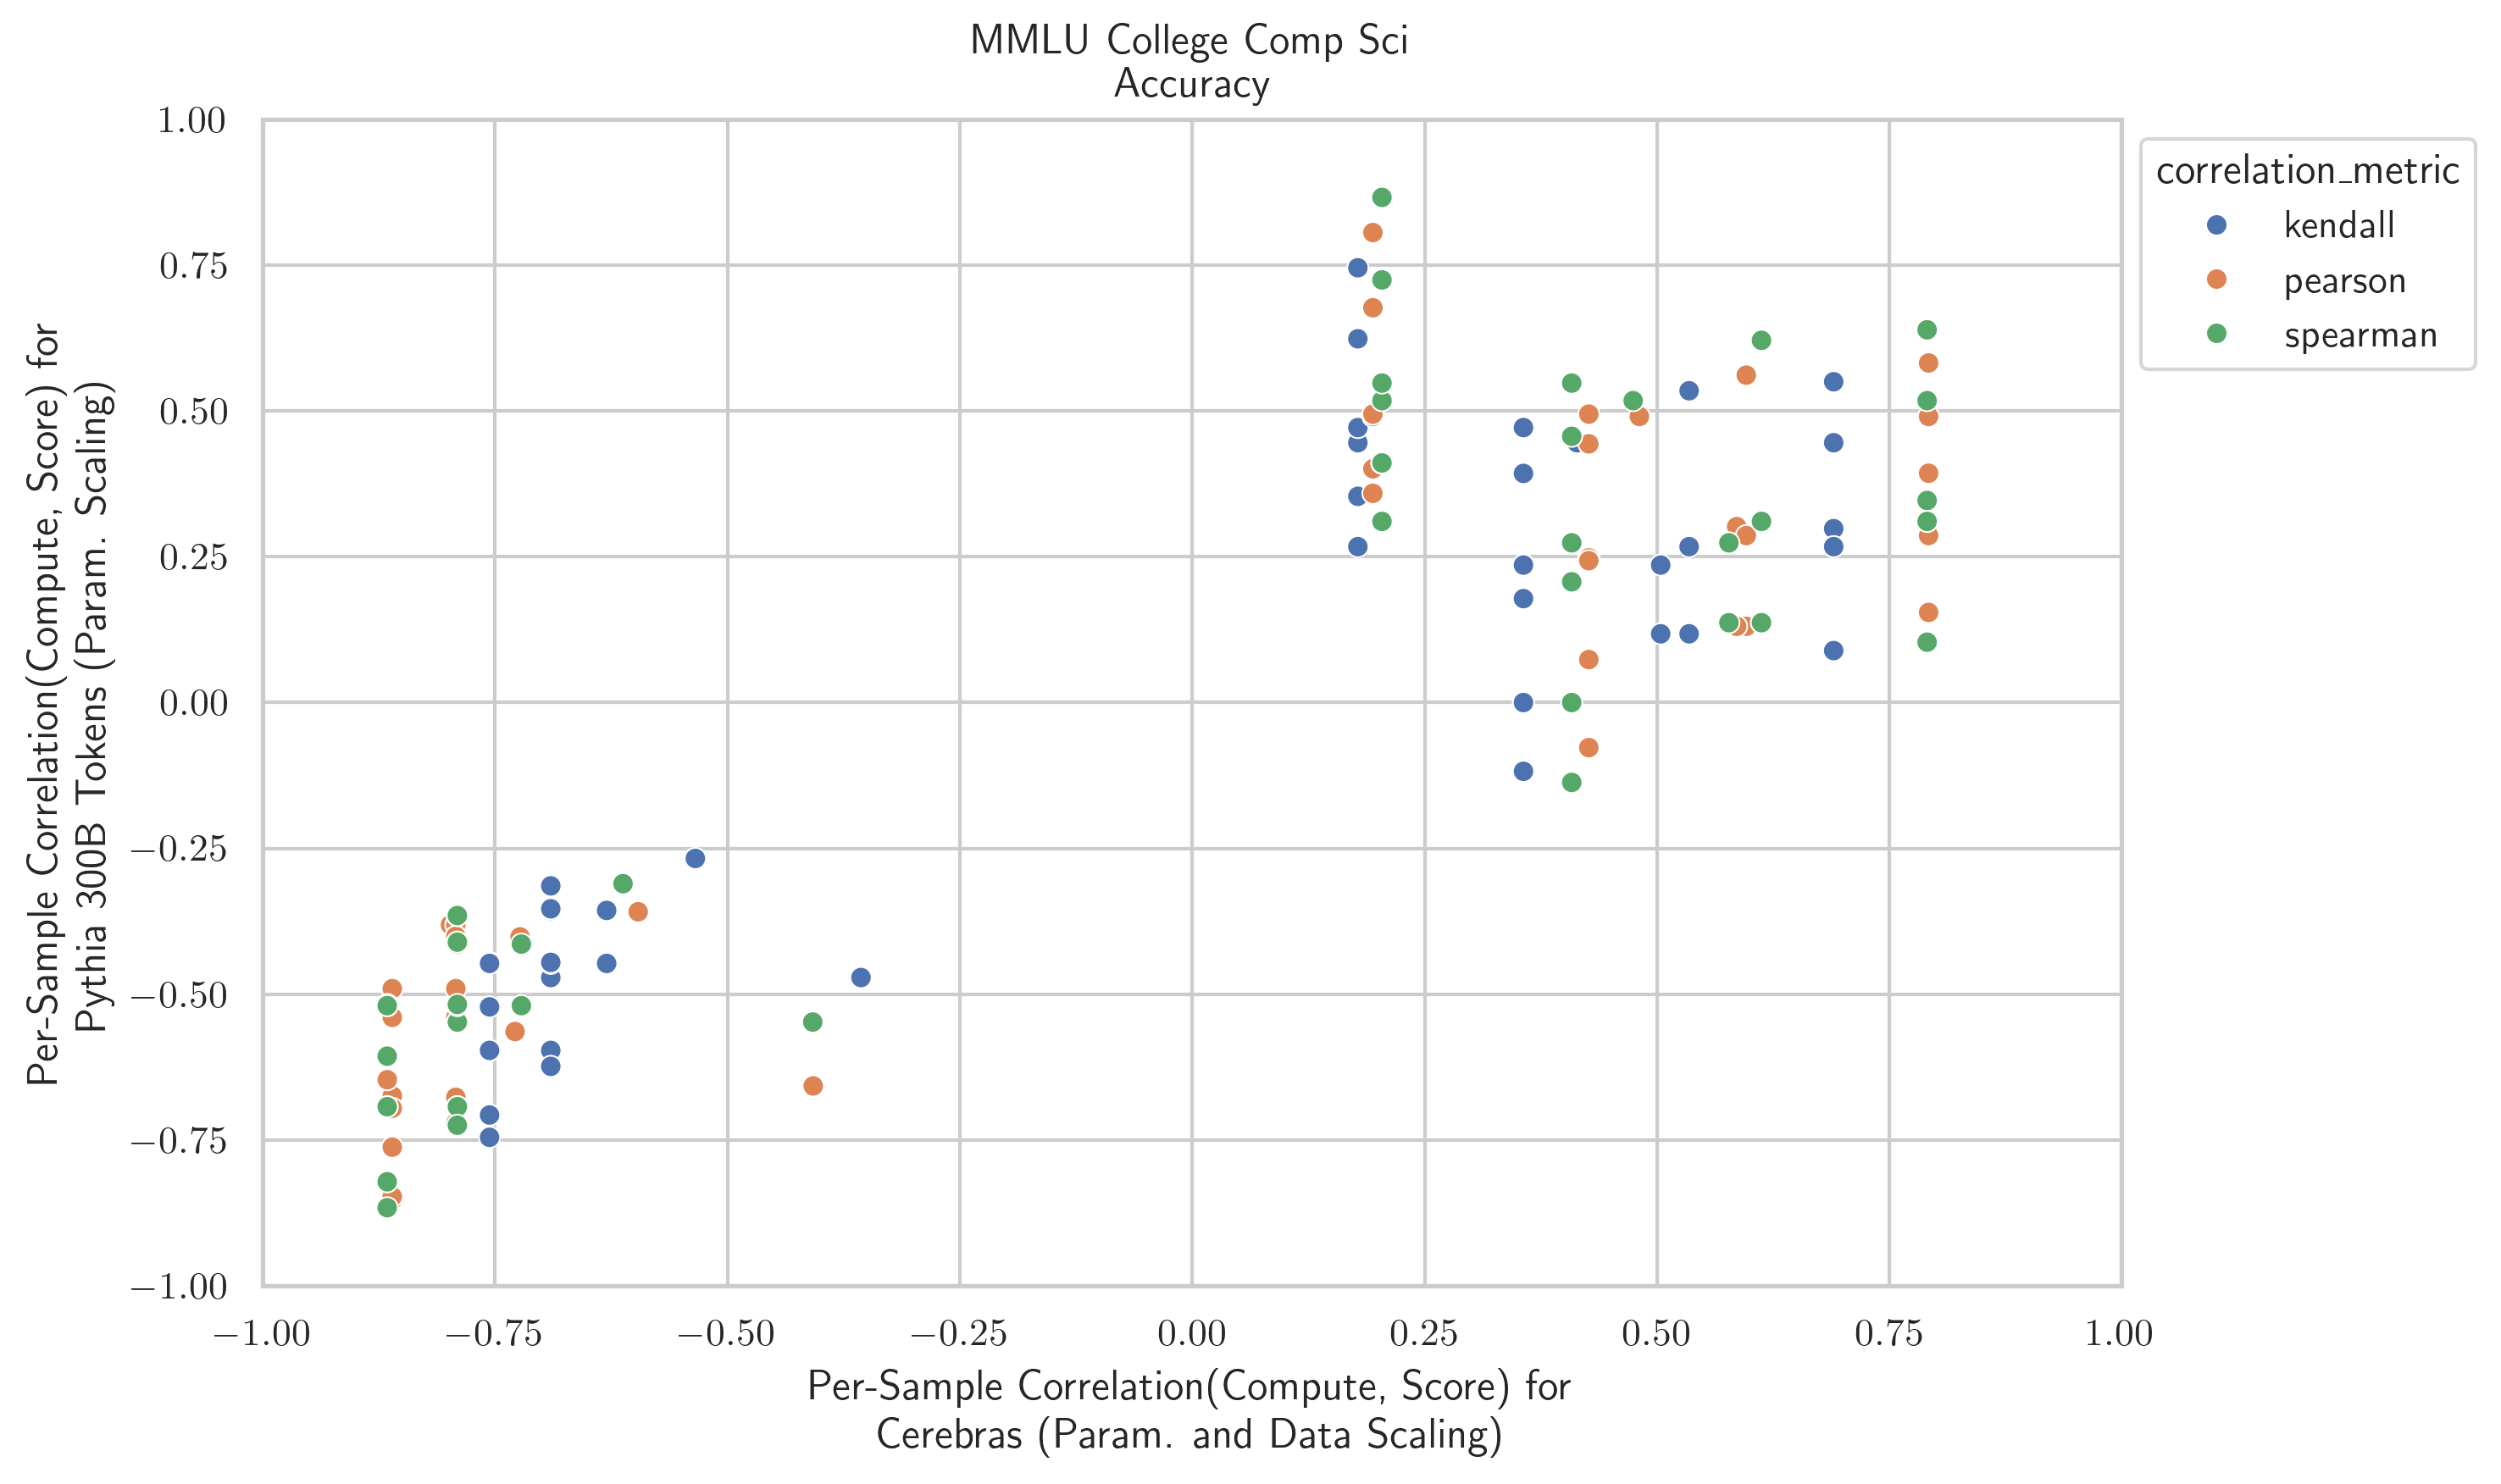 MMLU College Comp Sci
Accuracy
1.00
0.75
0.50
0.25
0.00
−0.25
−0.50
−0.75
−1.00
Per-Sample Correlation(Compute, Score) for
Pythia 300B Tokens (Param. Scaling)
correlation_metric
kendall
pearson
spearman
−1.00 −0.75 −0.50 −0.25 0.00 0.25 0.50 0.75 1.00
Per-Sample Correlation(Compute, Score) for
Cerebras (Param. and Data Scaling)